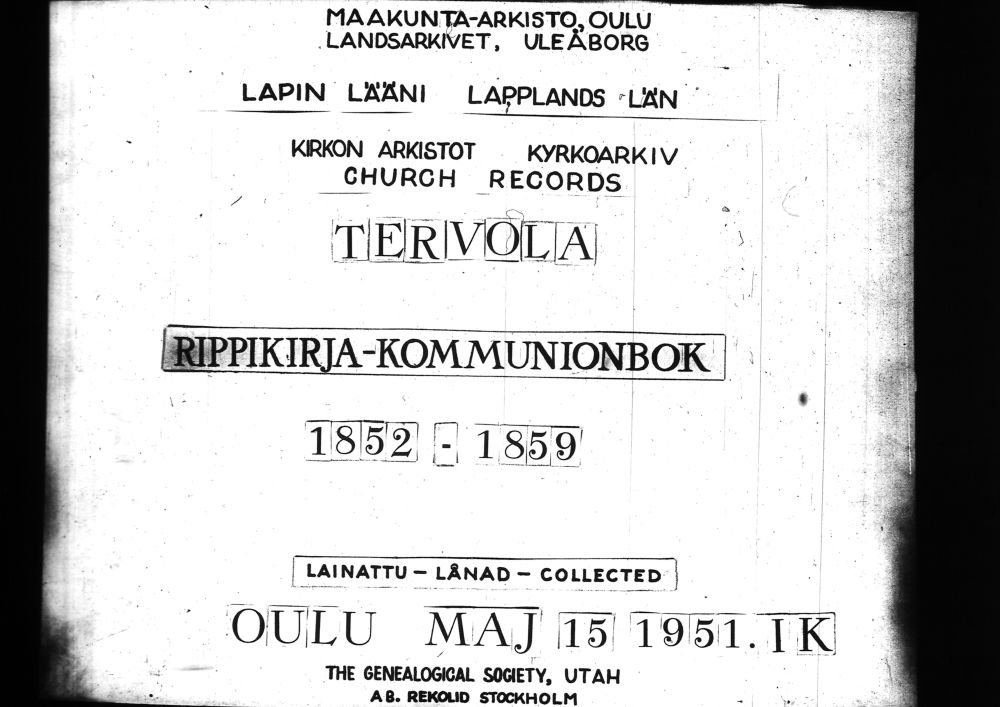 MAAKUNTA-ARKISTO, OULU
LANDSARKIVET, ULEÅBORG
LAPIN LÄÄNI LAPPLANDS LÄN
KIRKON ARKISTOT KYRKOARKIV
CHURCH RECORDS
TERVOLA
RIPPIKIRJA-KOMMUNIONBOK
1852 - 1859
LAINATTU - LÅNAD - COLLECTED
OULU MAJ 15 1951. I K
THE GENEALOGICAL SOCIETY, UTAH
AB. REKOLID STOCKHOLM